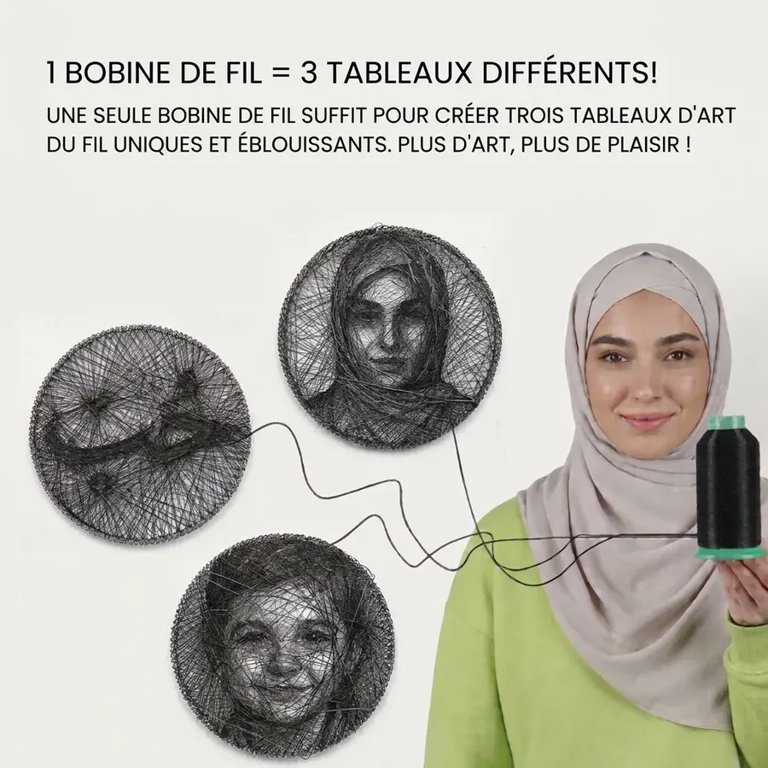 1 BOBINE DE FIL = 3 TABLEAUX DIFFÉRENTS!
UNE SEULE BOBINE DE FIL SUFFIT POUR CRÉER TROIS TABLEAUX D'ART
DU FIL UNIQUES ET ÉBLOUISSANTS. PLUS D'ART, PLUS DE PLAISIR !